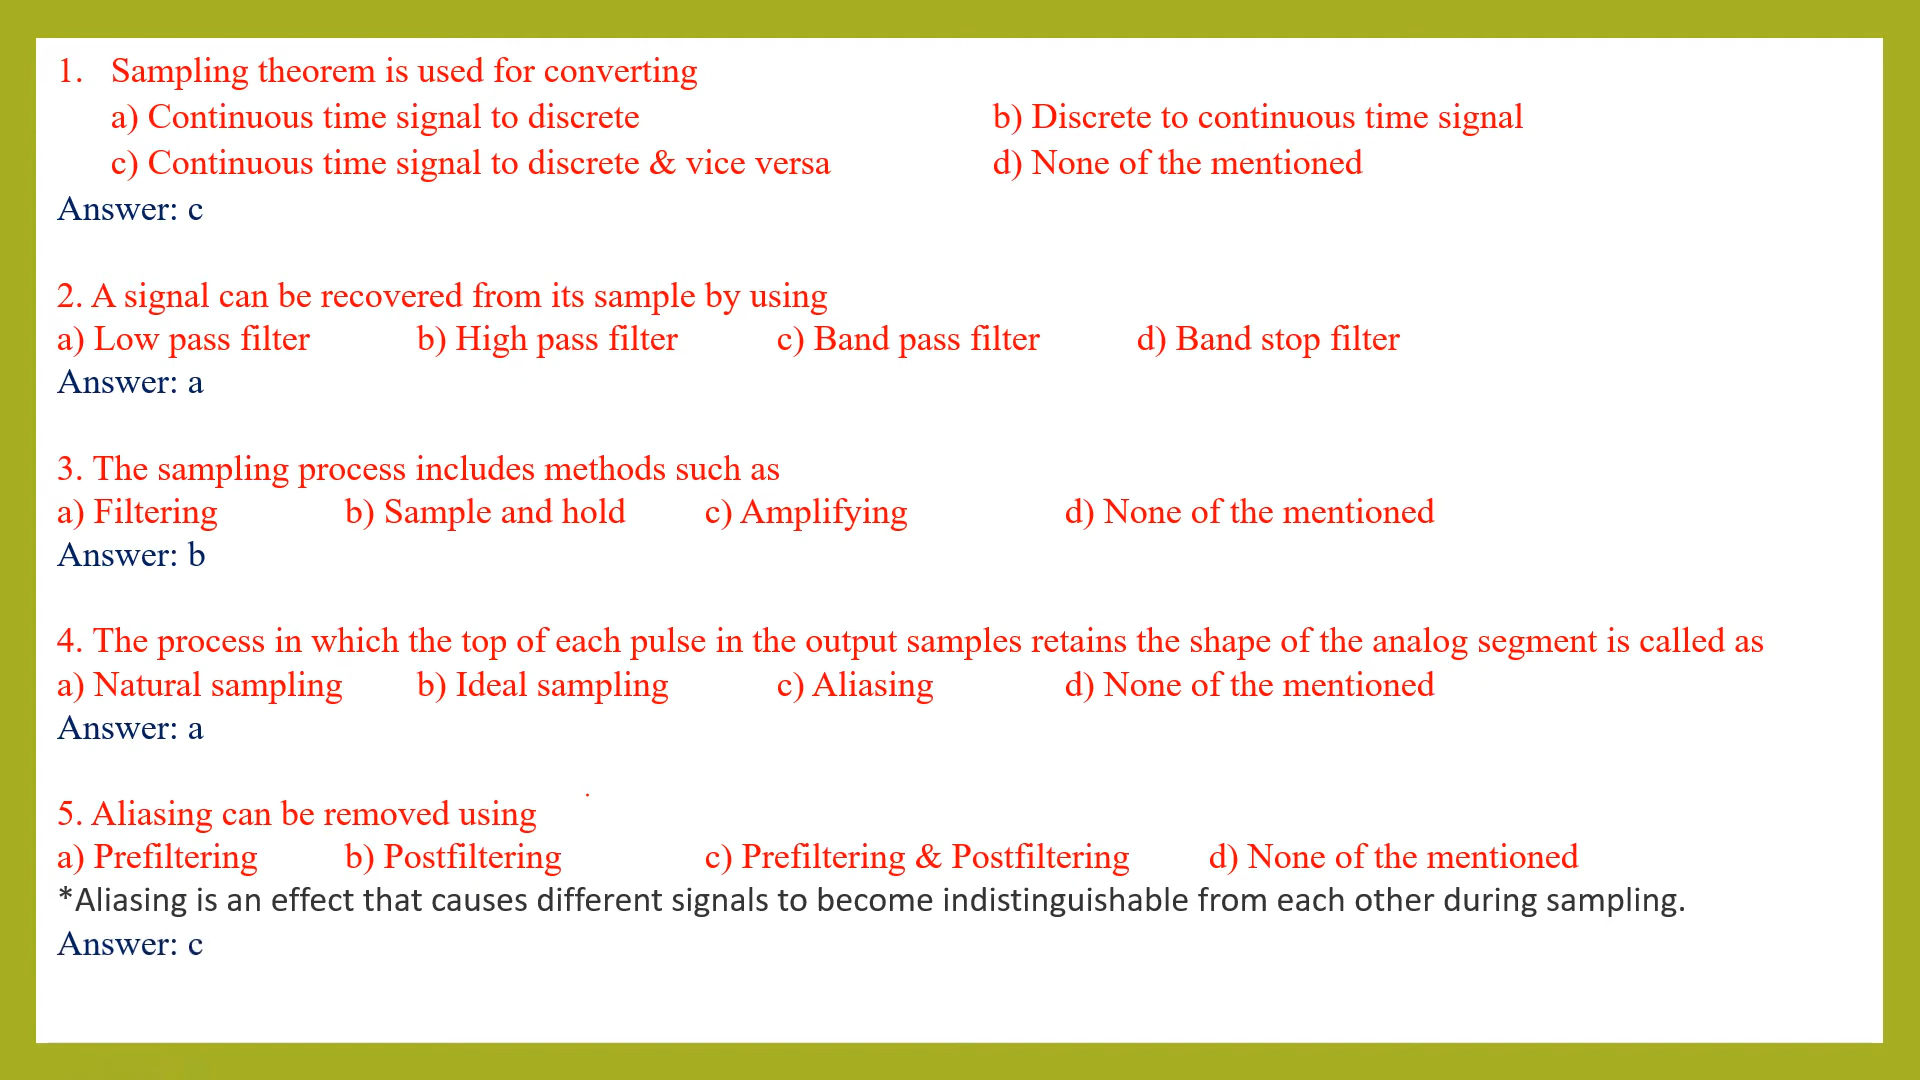 1. Sampling theorem is used for converting
a) Continuous time signal to discrete b) Discrete to continuous time signal
c) Continuous time signal to discrete & vice versa d) None of the mentioned
Answer: c
2. A signal can be recovered from its sample by using
a) Low pass filter b) High pass filter c) Band pass filter d) Band stop filter
Answer: a
3. The sampling process includes methods such as
a) Filtering b) Sample and hold c) Amplifying d) None of the mentioned
Answer: b
4. The process in which the top of each pulse in the output samples retains the shape of the analog segment is called as
a) Natural sampling b) Ideal sampling c) Aliasing d) None of the mentioned
Answer: a
5. Aliasing can be removed using
a) Prefiltering b) Postfiltering c) Prefiltering & Postfiltering d) None of the mentioned
*Aliasing is an effect that causes different signals to become indistinguishable from each other during sampling.
Answer: c